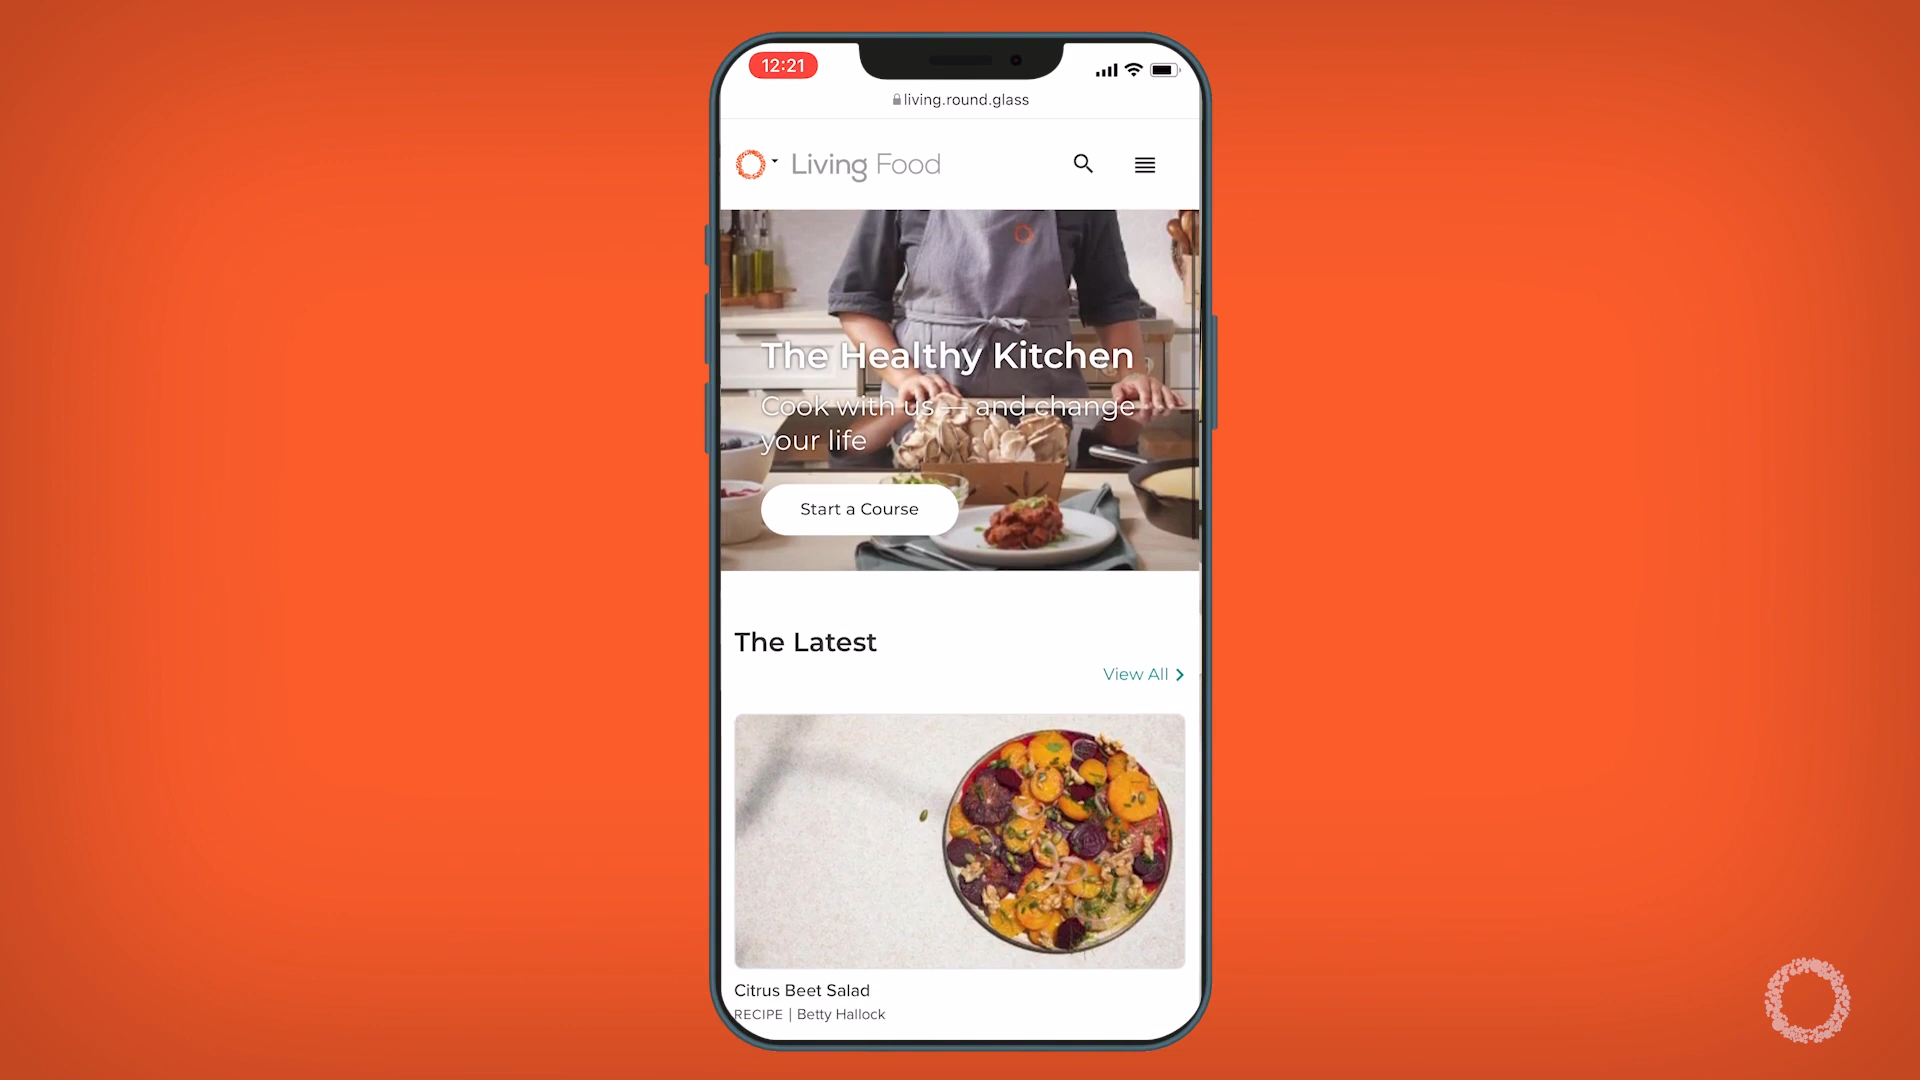 12:21
living.round.glass
Living Food
The Healthy Kitchen
Cook with us — and change
your life
Start a Course
The Latest
View All
Citrus Beet Salad
RECIPE | Betty Hallock